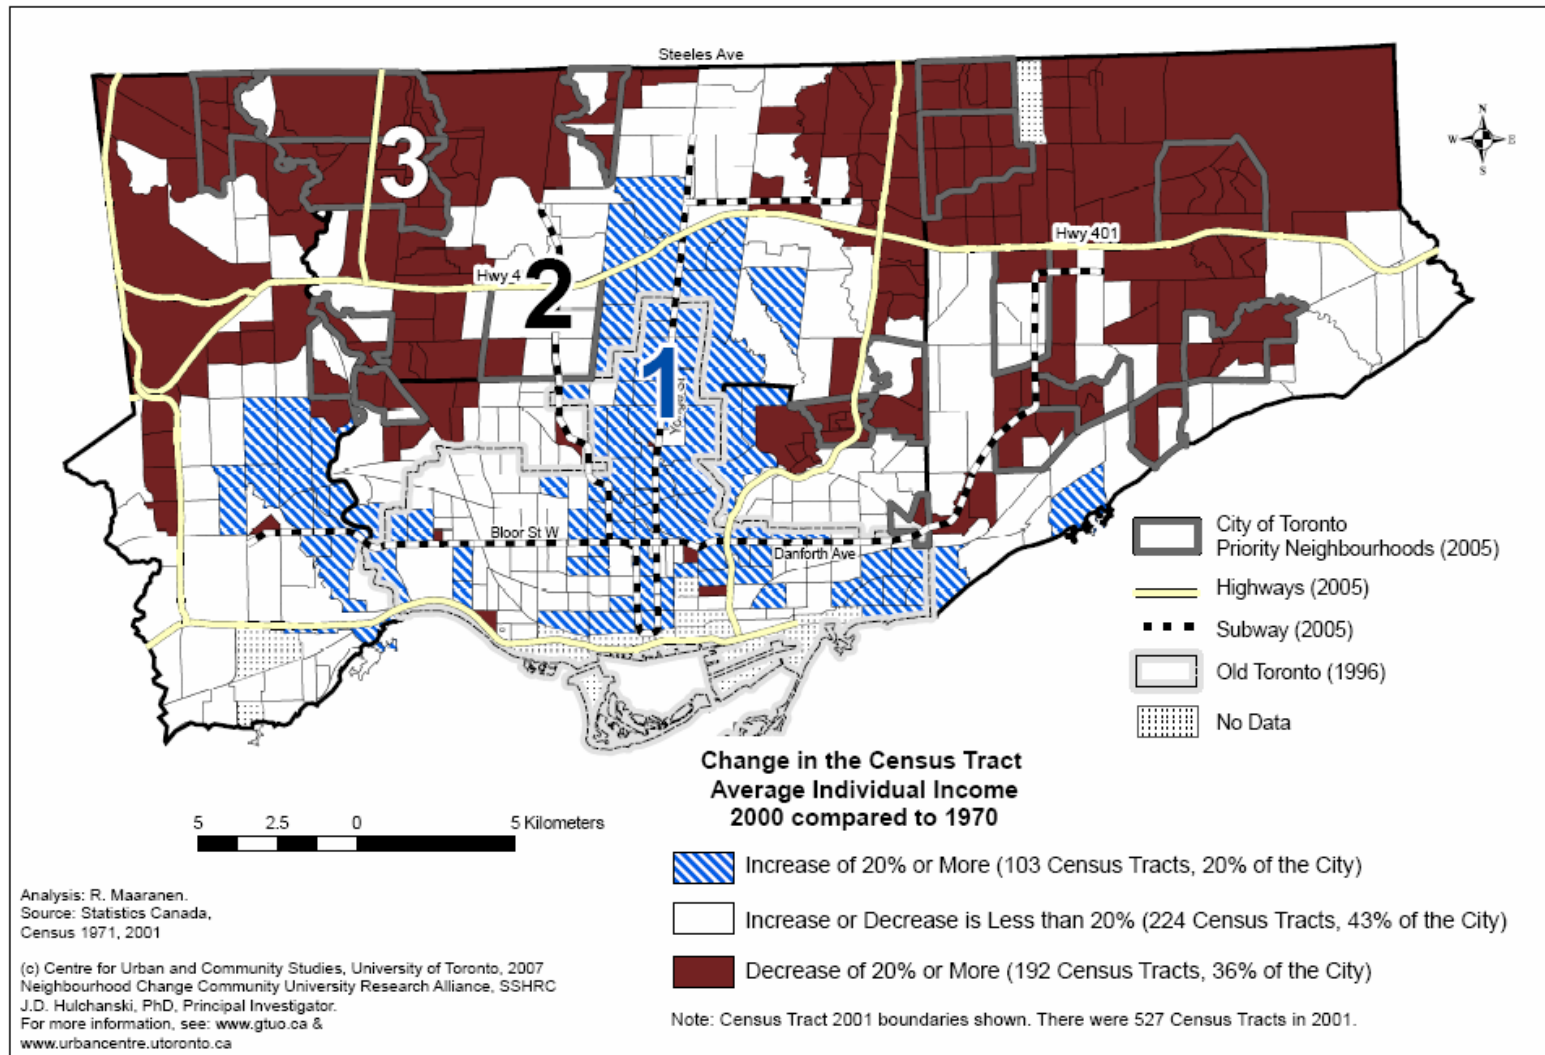 Steeles Ave
N
W E
S
3
Hwy 401
Hwy 4
2
1
Bloor St W
Danforth Ave
City of Toronto
Priority Neighbourhoods (2005)
Highways (2005)
Subway (2005)
Old Toronto (1996)
No Data
Change in the Census Tract
Average Individual Income
2000 compared to 1970
5 2.5 0 5 Kilometers
Increase of 20% or More (103 Census Tracts, 20% of the City)
Increase or Decrease is Less than 20% (224 Census Tracts, 43% of the City)
Decrease of 20% or More (192 Census Tracts, 36% of the City)
Note: Census Tract 2001 boundaries shown. There were 527 Census Tracts in 2001.
Analysis: R. Maaranen.
Source: Statistics Canada,
Census 1971, 2001
(c) Centre for Urban and Community Studies, University of Toronto, 2007
Neighbourhood Change Community University Research Alliance, SSHRC
J.D. Hulchanski, PhD, Principal Investigator.
For more information, see: www.gtuo.ca &
www.urbancentre.utoronto.ca